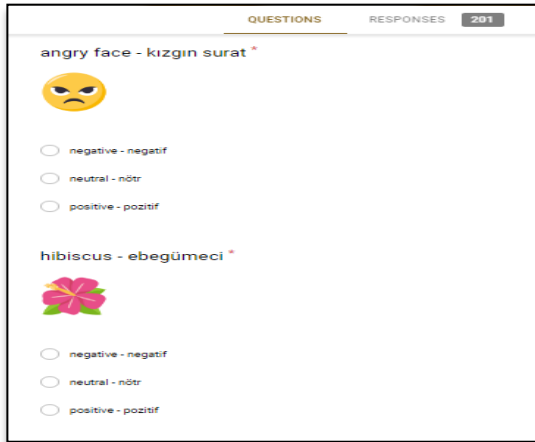 QUESTIONS RESPONSES 201
angry face - kızgın surat *
negative - negatif
neutral - nötr
positive - pozitif
hibiscus - ebegümeci *
negative - negatif
neutral - nötr
positive - pozitif